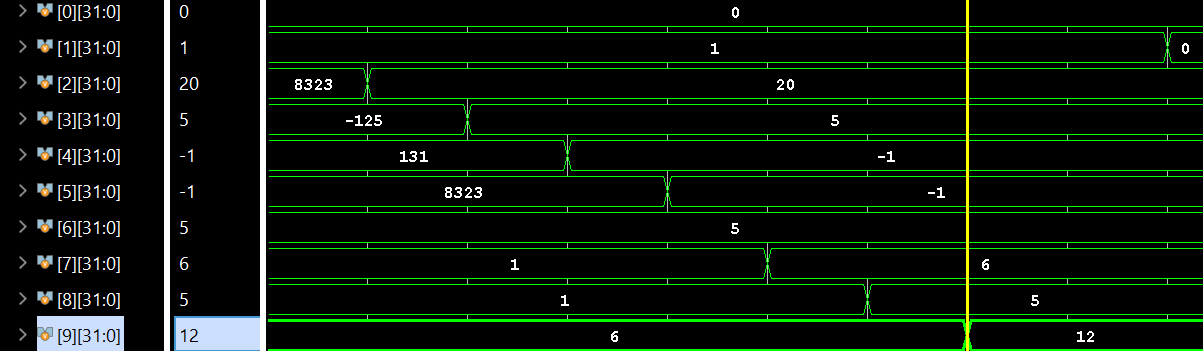 [0][31:0] 0 0
[1][31:0] 1 1 0
[2][31:0] 20 8323 20
[3][31:0] 5 -125 5
[4][31:0] -1 131 -1
[5][31:0] -1 8323 -1
[6][31:0] 5 5
[7][31:0] 6 1 6
[8][31:0] 5 1 5
[9][31:0] 12 6 12